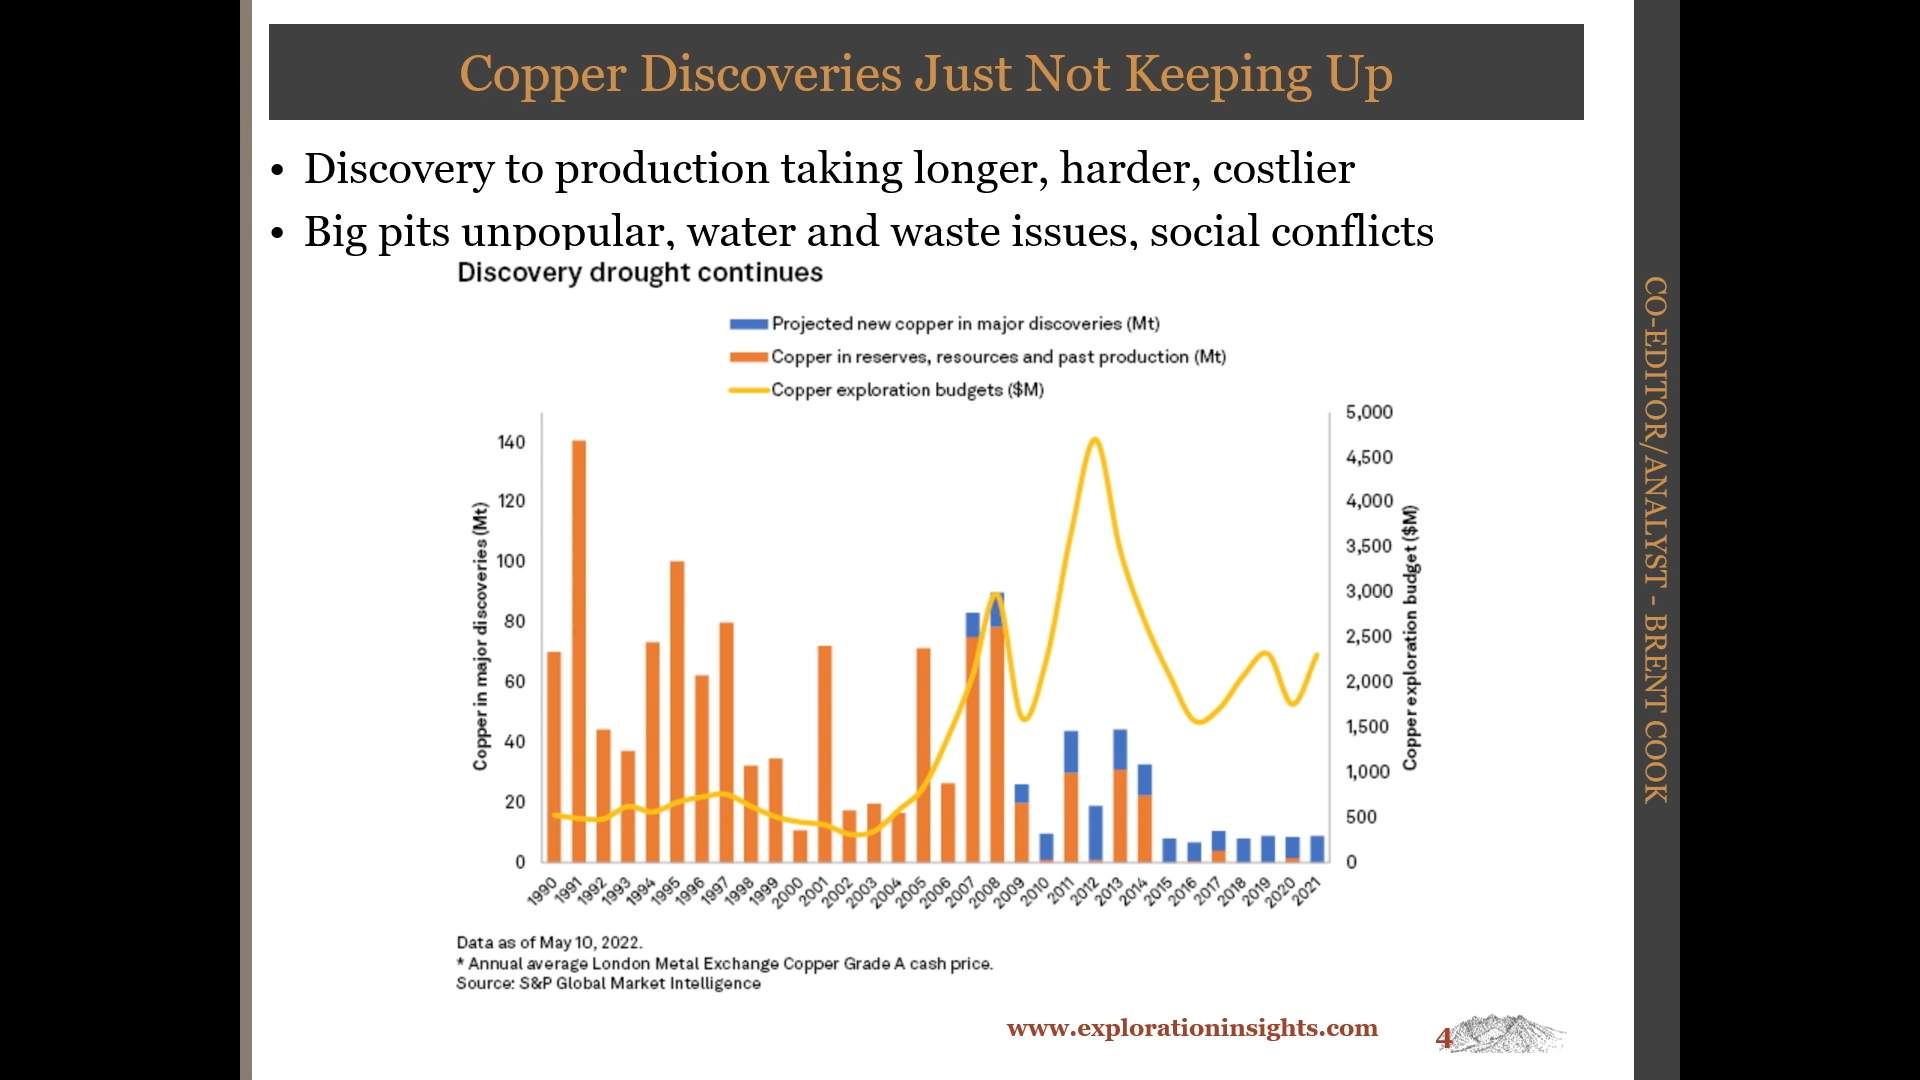 Copper Discoveries Just Not Keeping Up
• Discovery to production taking longer, harder, costlier
• Big pits unpopular, water and waste issues, social conflicts
Discovery drought continues
Projected new copper in major discoveries (Mt)
Copper in reserves, resources and past production (Mt)
Copper exploration budgets ($M)
Copper in major discoveries (Mt)
140
120
100
80
60
40
20
0
5,000
4,500
4,000
3,500
3,000
2,500
2,000
1,500
1,000
500
0
Copper exploration budget ($M)
1990 1991 1992 1993 1994 1995 1996 1997 1998 1999 2000 2001 2002 2003 2004 2005 2006 2007 2008 2009 2010 2011 2012 2013 2014 2015 2016 2017 2018 2019 2020 2021
Data as of May 10, 2022.
* Annual average London Metal Exchange Copper Grade A cash price.
Source: S&P Global Market Intelligence
www.explorationinsights.com
4
CO-EDITOR/ANALYST - BRENT COOK